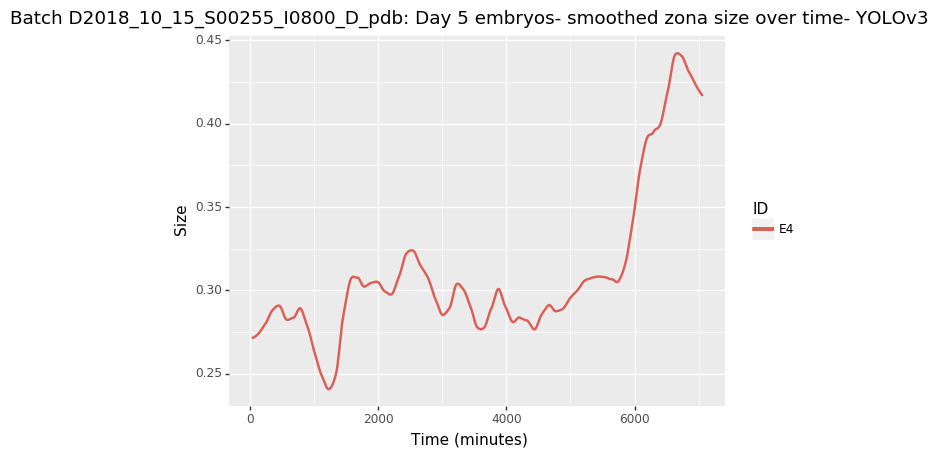 Batch D2018_10_15_S00255_I0800_D_pdb: Day 5 embryos- smoothed zona size over time- YOLOv3
0.45
0.40
0.35
0.30
0.25
Size
0
2000
4000
6000
Time (minutes)
ID
E4